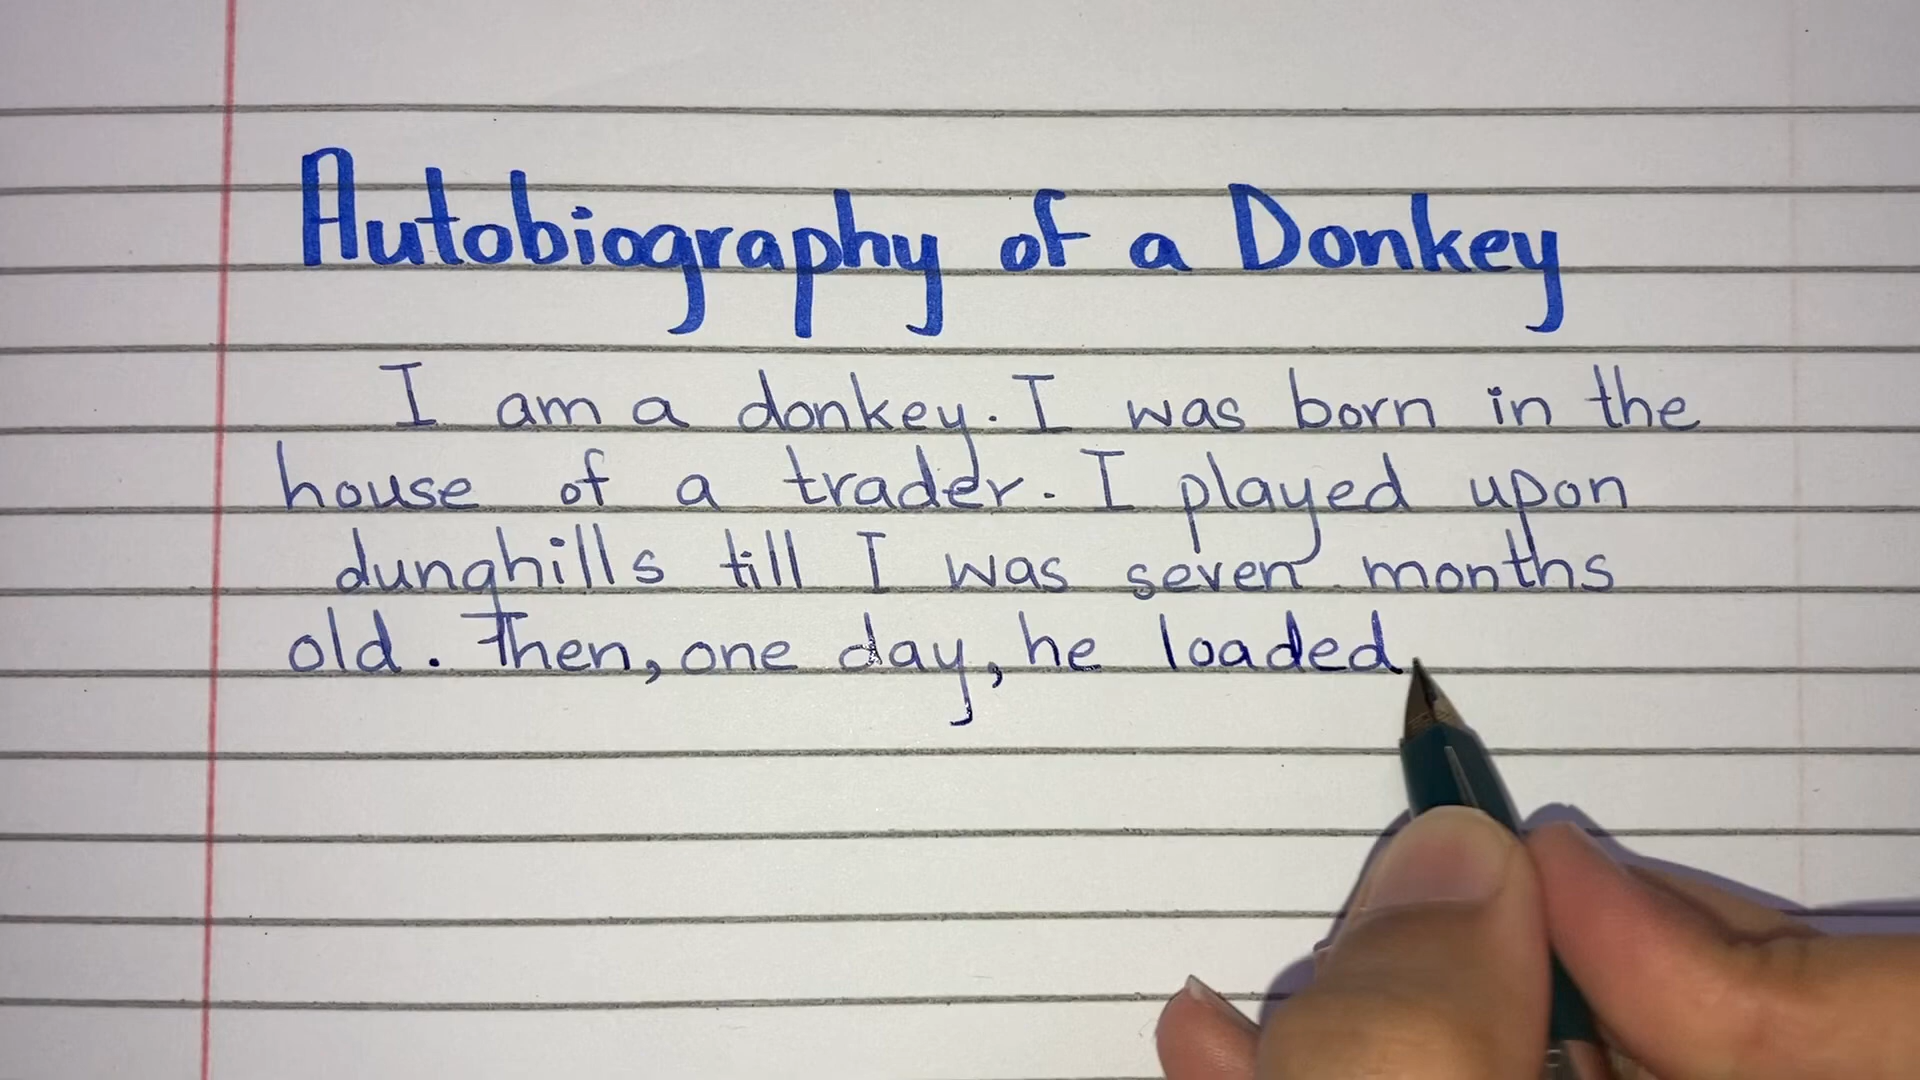 Autobiography of a Donkey
I am a donkey. I was born in the
house of a trader. I played upon
dunghills till I was seven months
old. Then, one day, he loaded